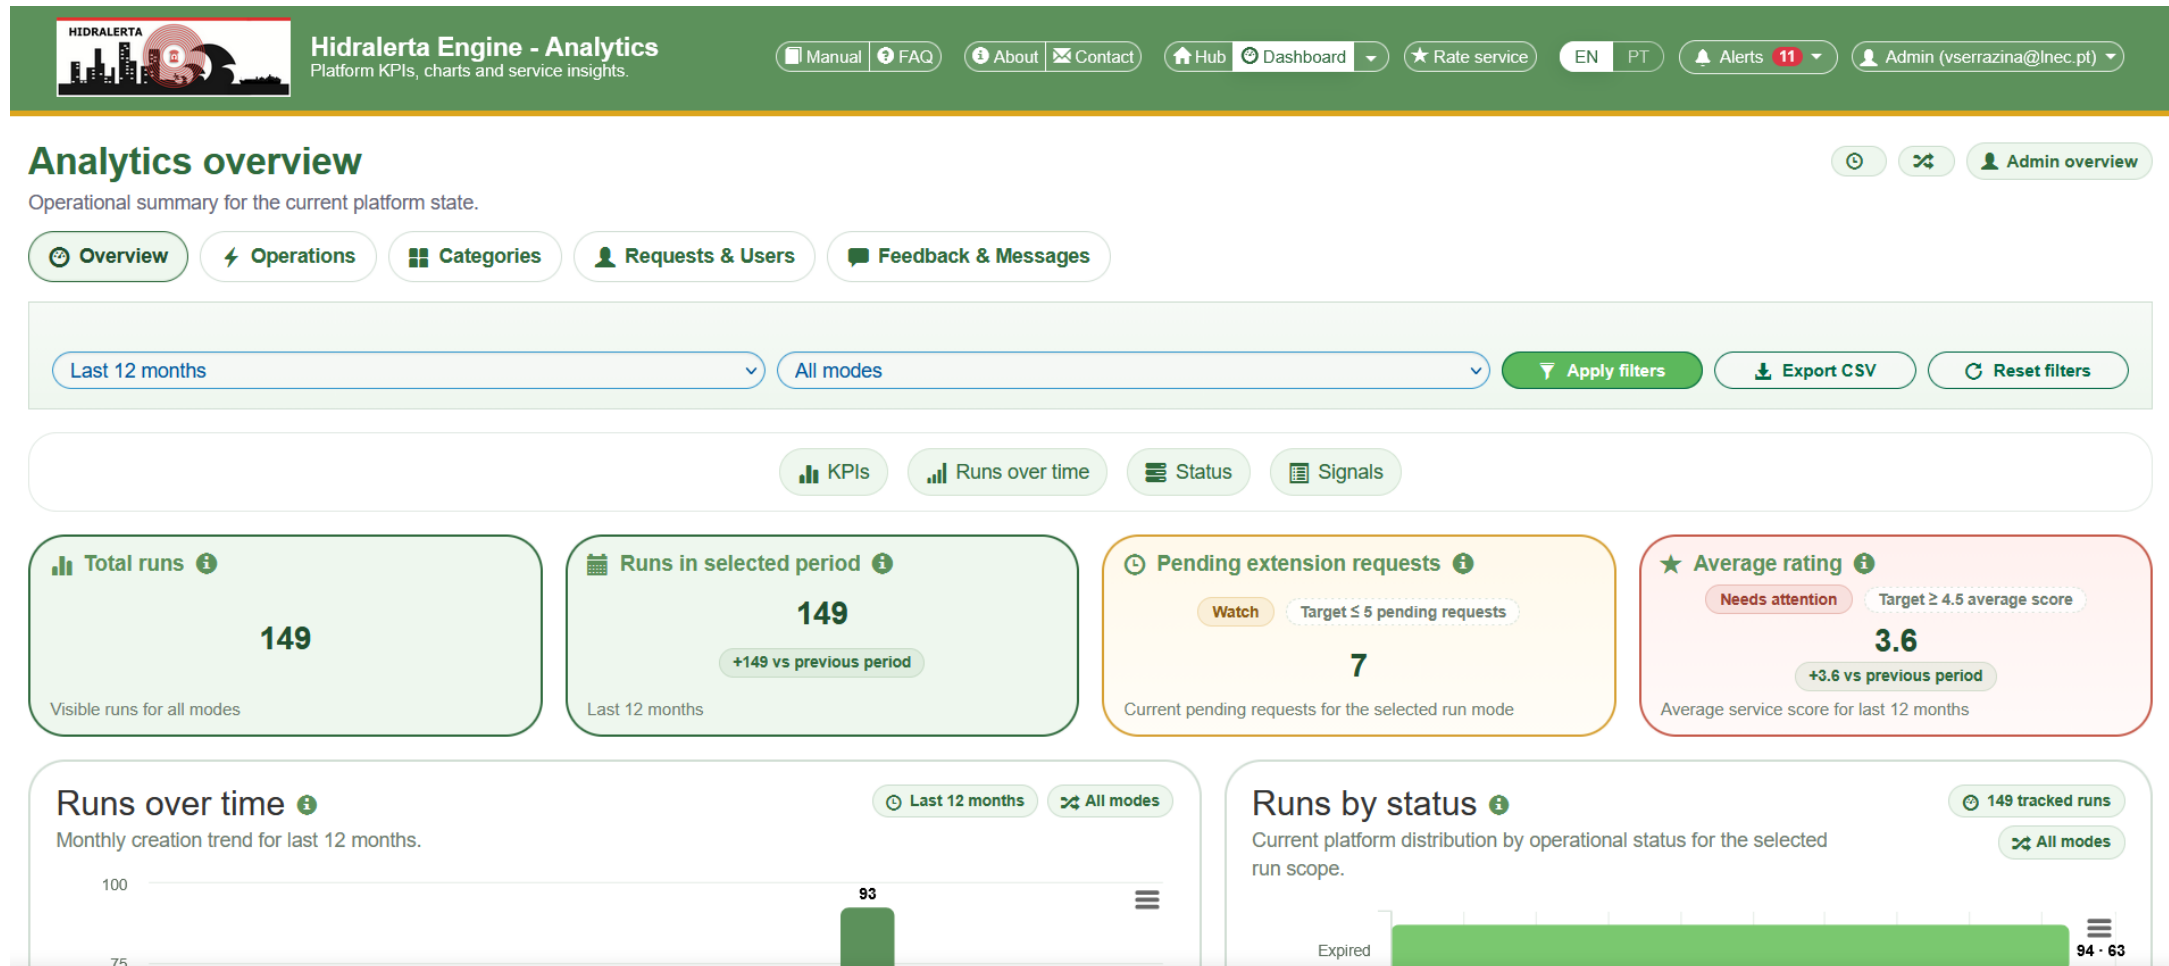 HIDRALERTA
Hidralerta Engine - Analytics
Platform KPIs, charts and service insights.
Manual FAQ About Contact Hub Dashboard Rate service EN PT Alerts 11 Admin (vserrazina@lnec.pt)
Analytics overview
Operational summary for the current platform state.
Admin overview
Overview Operations Categories Requests & Users Feedback & Messages
Last 12 months All modes Apply filters Export CSV Reset filters
KPIs Runs over time Status Signals
Total runs
149
Visible runs for all modes
Runs in selected period
149
+149 vs previous period
Last 12 months
Pending extension requests
Watch Target ≤ 5 pending requests
7
Current pending requests for the selected run mode
Average rating
Needs attention Target ≥ 4.5 average score
3.6
+3.6 vs previous period
Average service score for last 12 months
Runs over time
Last 12 months All modes
Monthly creation trend for last 12 months.
100
93
75
Runs by status
149 tracked runs
All modes
Current platform distribution by operational status for the selected
run scope.
Expired
94 · 63